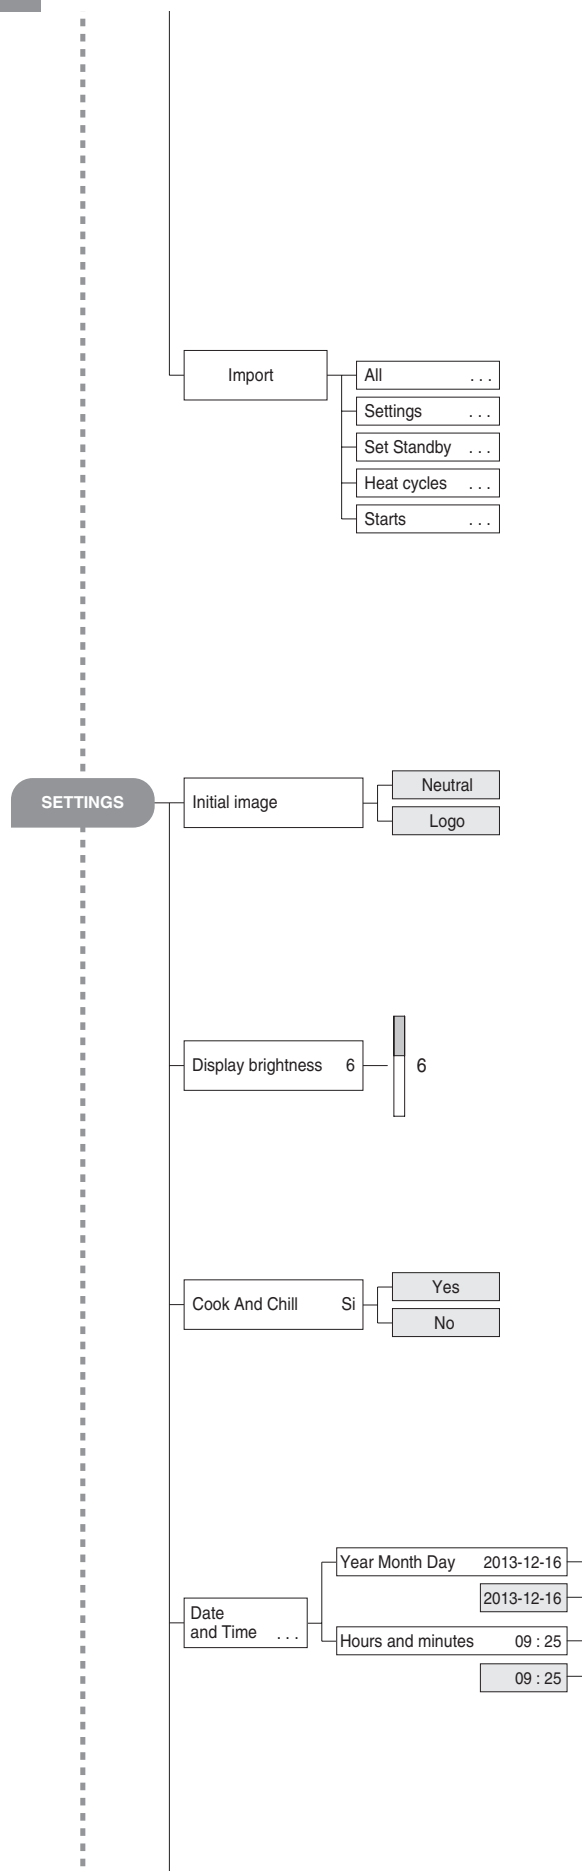 Import
All . . .
Settings . . .
Set Standby . . .
Heat cycles . . .
Starts . . .
SETTINGS
Initial image
Neutral
Logo
Display brightness 6
6
Cook And Chill Si
Yes
No
Date
and Time . . .
Year Month Day 2013-12-16
2013-12-16
Hours and minutes 09 : 25
09 : 25